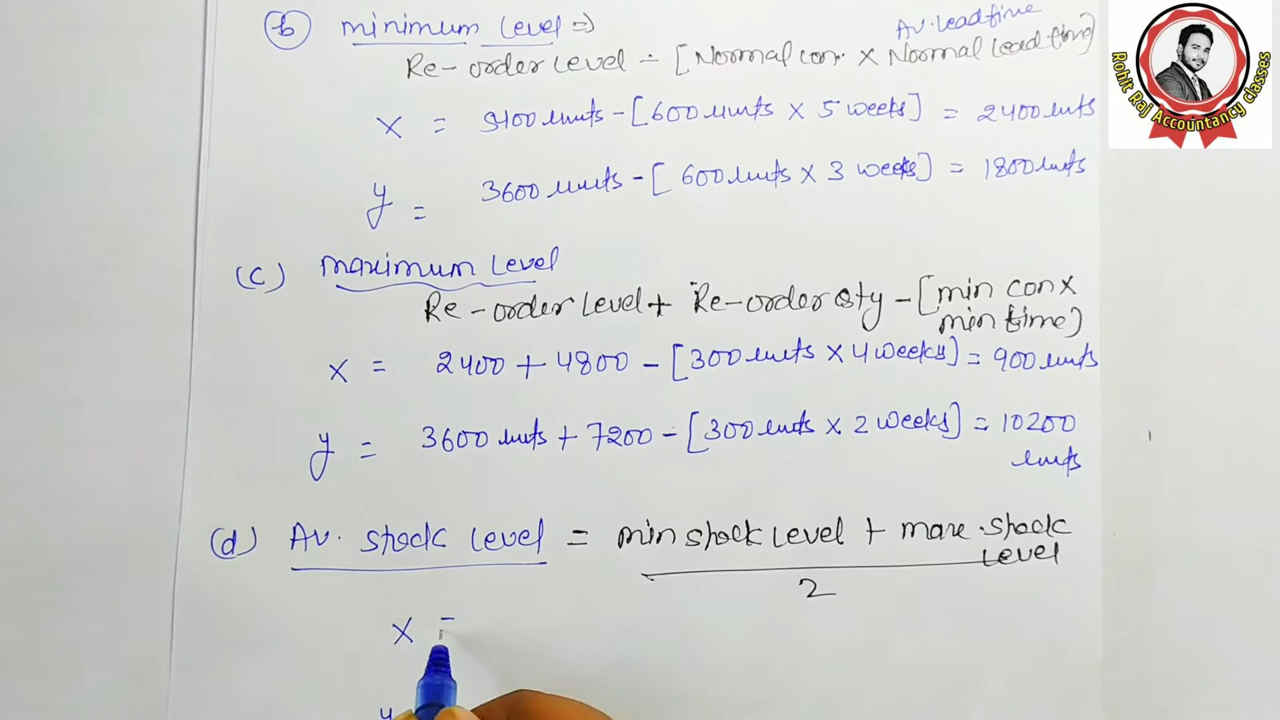 (b) minimum level ⇒
Av. lead time
Re-order level - [Normal con. × Normal lead time]
x = 5400 units - [600 units × 5 weeks] = 2400 units
y = 3600 units - [600 units × 3 weeks] = 1800 units
(c) maximum level
Re-order level + Re-order Qty - [min con ×
min time]
x = 2400 + 4800 - [300 units × 4 weeks] = 900 units
y = 3600 units + 7200 - [300 units × 2 weeks] = 10200
units
(d) Av. stock level = min stock level + max. stock
level
2
x =
y
Rohit Raj Accountancy classes